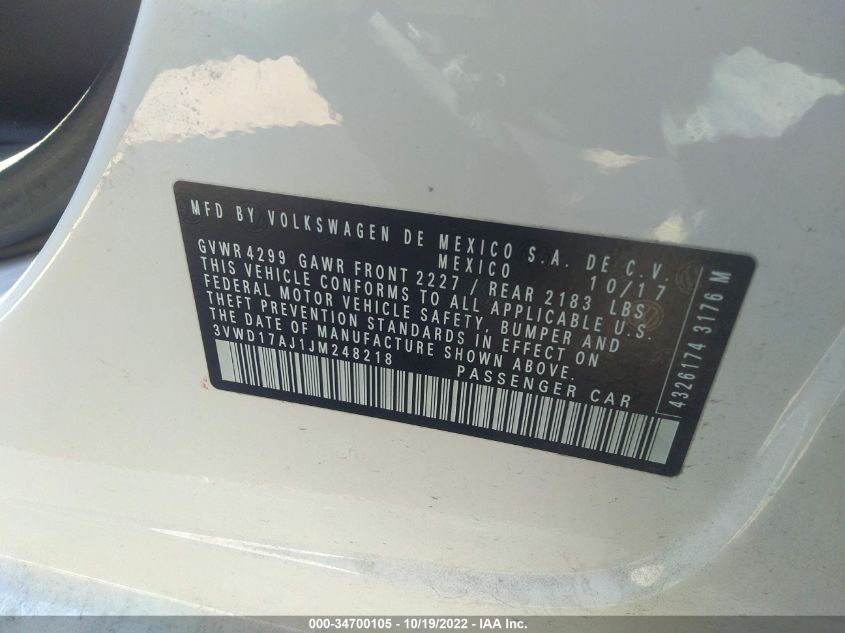 MFD BY VOLKSWAGEN DE MEXICO S.A. DE C.V.
MEXICO 10/17
GVWR 4299 GAWR FRONT 2227 / REAR 2183 LBS
THIS VEHICLE CONFORMS TO ALL APPLICABLE U.S.
FEDERAL MOTOR VEHICLE SAFETY, BUMPER AND
THEFT PREVENTION STANDARDS IN EFFECT ON
THE DATE OF MANUFACTURE SHOWN ABOVE.
3VWD17AJ1JM248218 PASSENGER CAR
4326174 3176 M
000-34700105 - 10/19/2022 - IAA Inc.